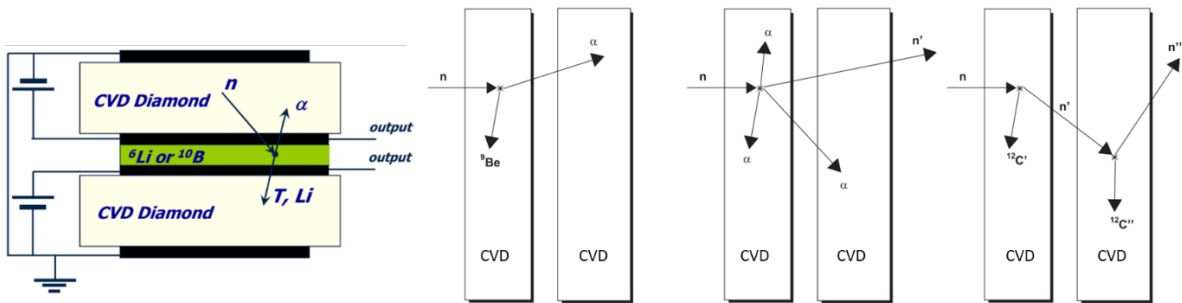 n
α
CVD Diamond
output
⁶Li or ¹⁰B
output
T, Li
CVD Diamond
n
α
⁹Be
CVD
CVD
n
α
n'
α
α
CVD
CVD
n
n'
n''
¹²C'
¹²C''
CVD
CVD